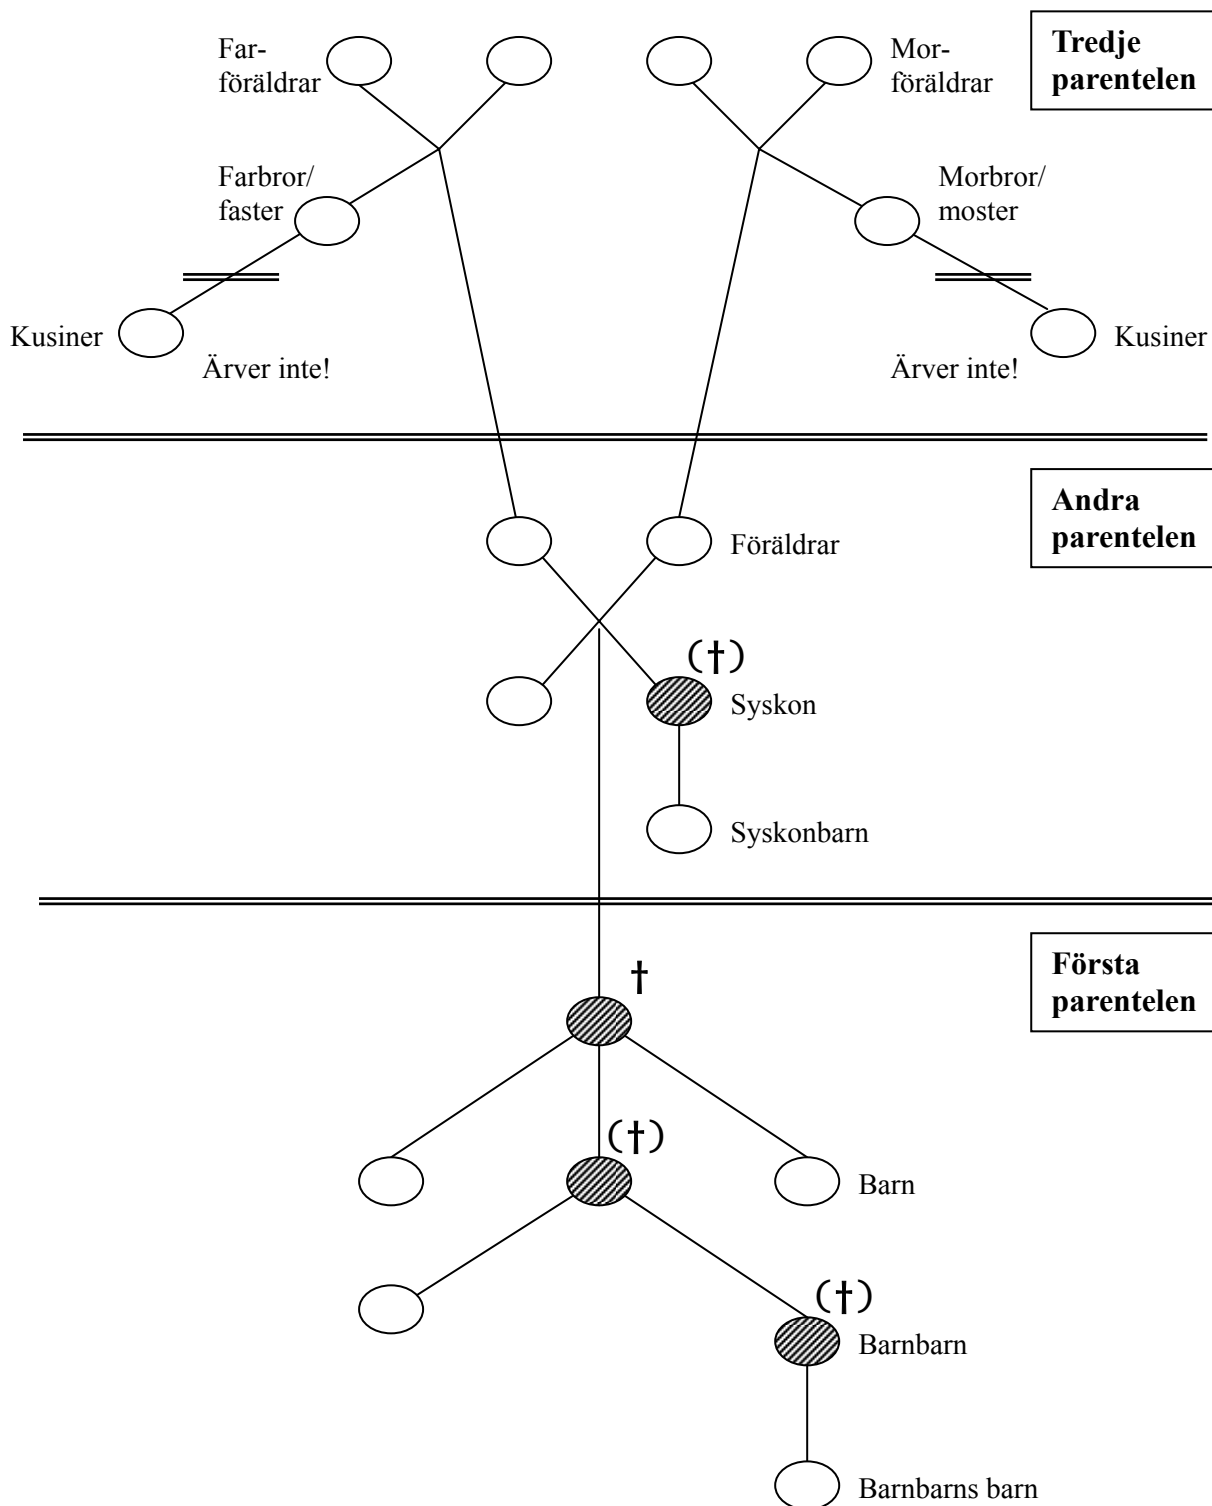 Far-
föräldrar
Mor-
föräldrar
Tredje
parentelen
Farbror/
faster
Morbror/
moster
Kusiner
Ärver inte!
Ärver inte!
Kusiner
Andra
parentelen
Föräldrar
(†)
Syskon
Syskonbarn
Första
parentelen
†
(†)
Barn
(†)
Barnbarn
Barnbarns barn